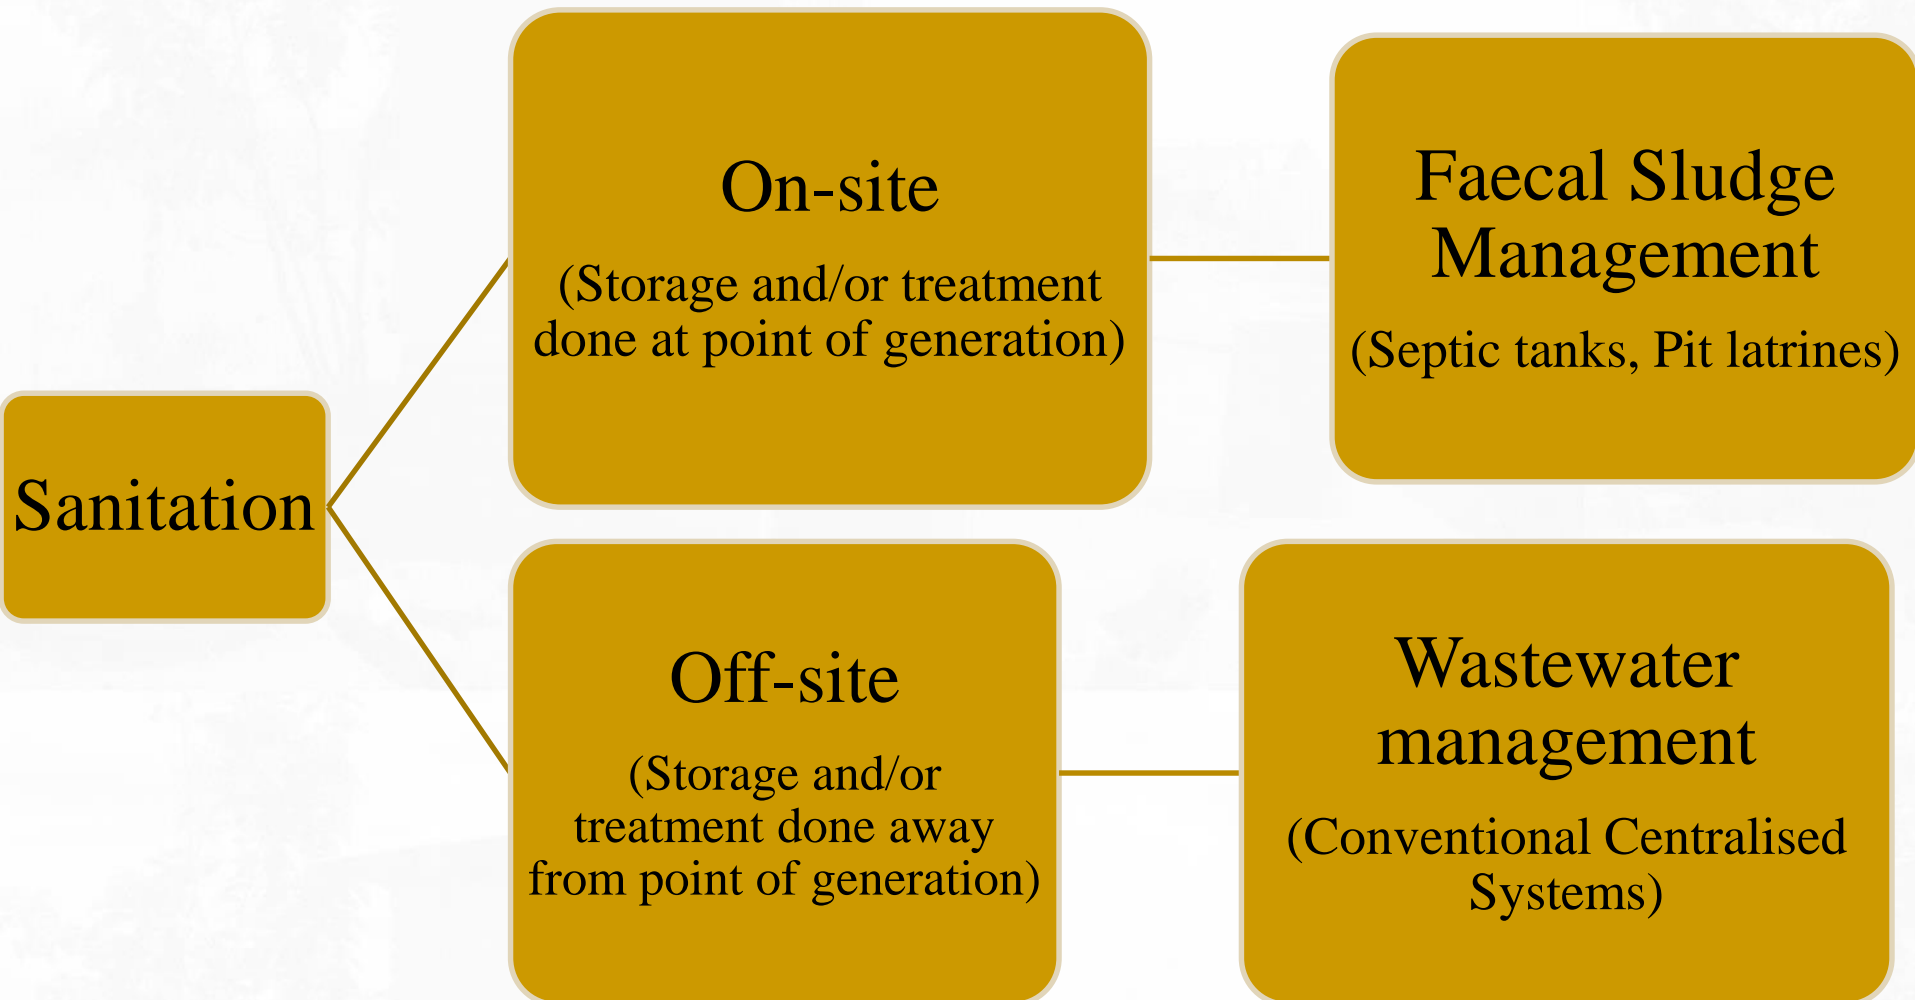 Sanitation
On-site
(Storage and/or treatment
done at point of generation)
Faecal Sludge
Management
(Septic tanks, Pit latrines)
Off-site
(Storage and/or
treatment done away
from point of generation)
Wastewater
management
(Conventional Centralised
Systems)